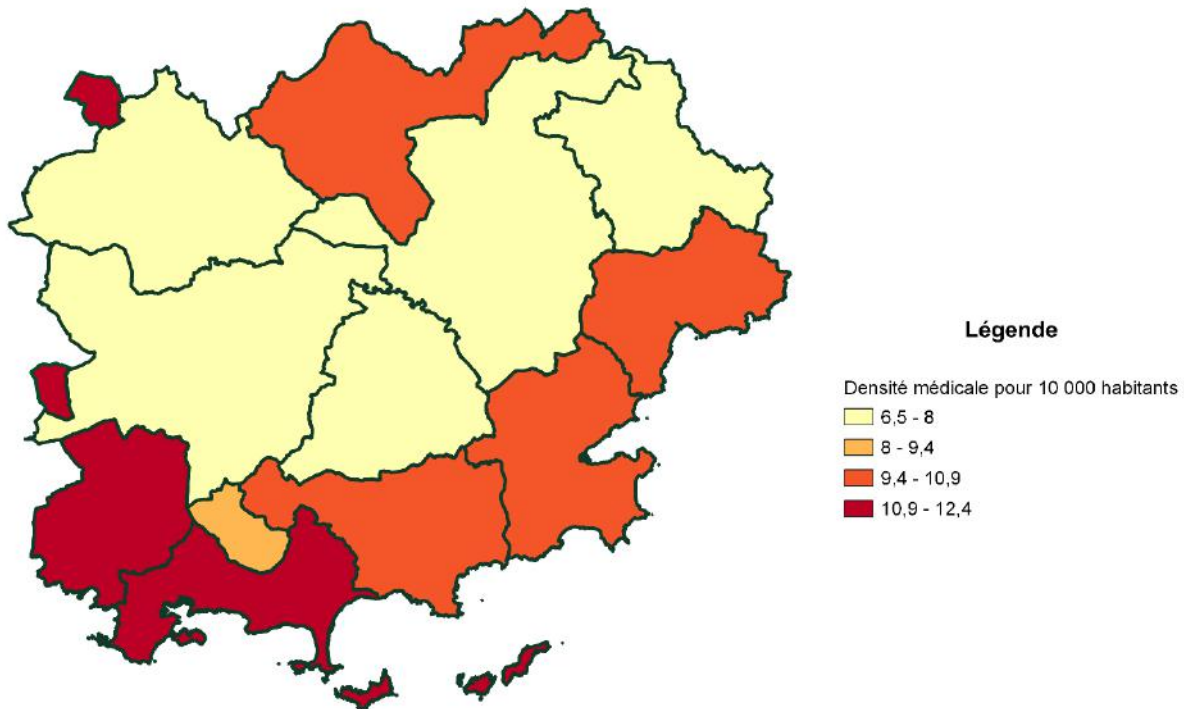 Légende
Densité médicale pour 10 000 habitants
6,5 - 8
8 - 9,4
9,4 - 10,9
10,9 - 12,4